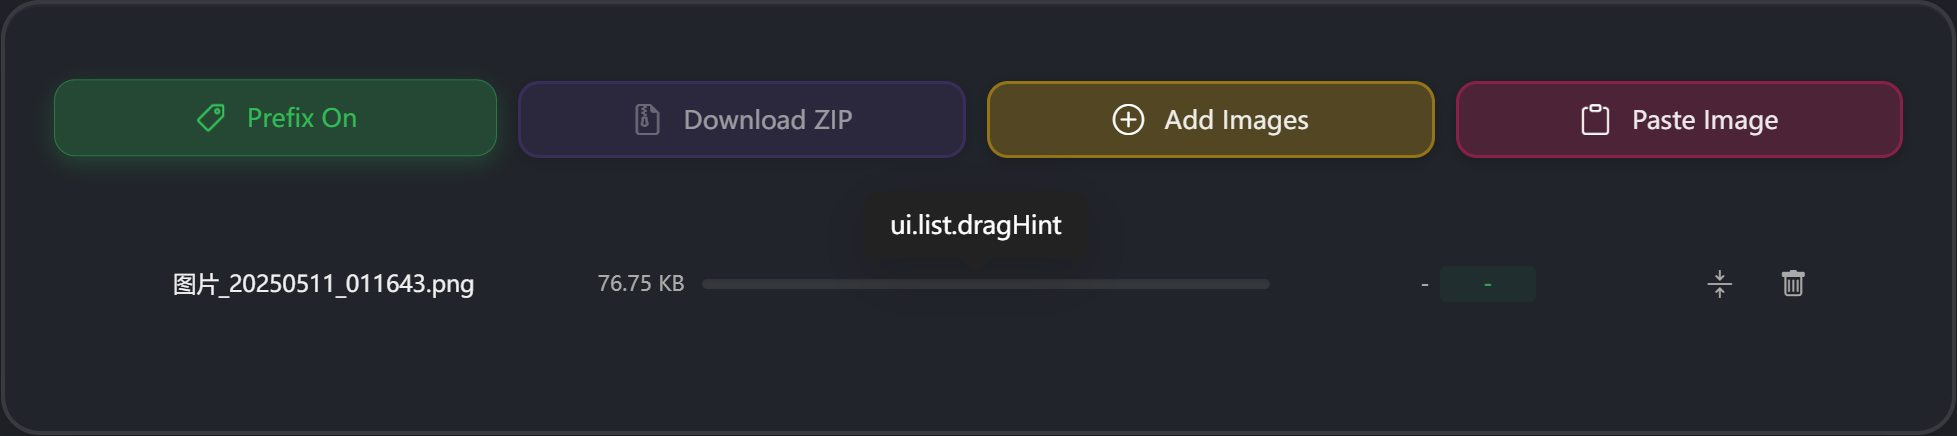 Prefix On
Download ZIP
Add Images
Paste Image
ui.list.dragHint
图片_20250511_011643.png
76.75 KB
-
-